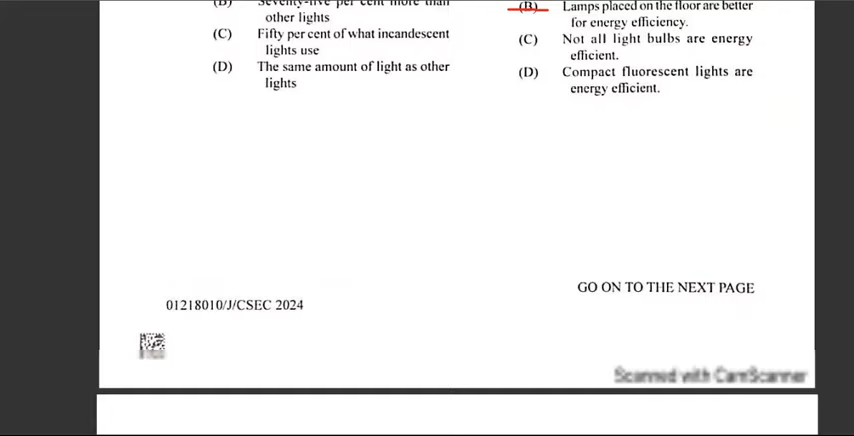 (B) Seventy-five per cent more than
other lights
(C) Fifty per cent of what incandescent
lights use
(D) The same amount of light as other
lights
(B) Lamps placed on the floor are better
for energy efficiency.
(C) Not all light bulbs are energy
efficient.
(D) Compact fluorescent lights are
energy efficient.
GO ON TO THE NEXT PAGE
01218010/J/CSEC 2024
Scanned with CamScanner